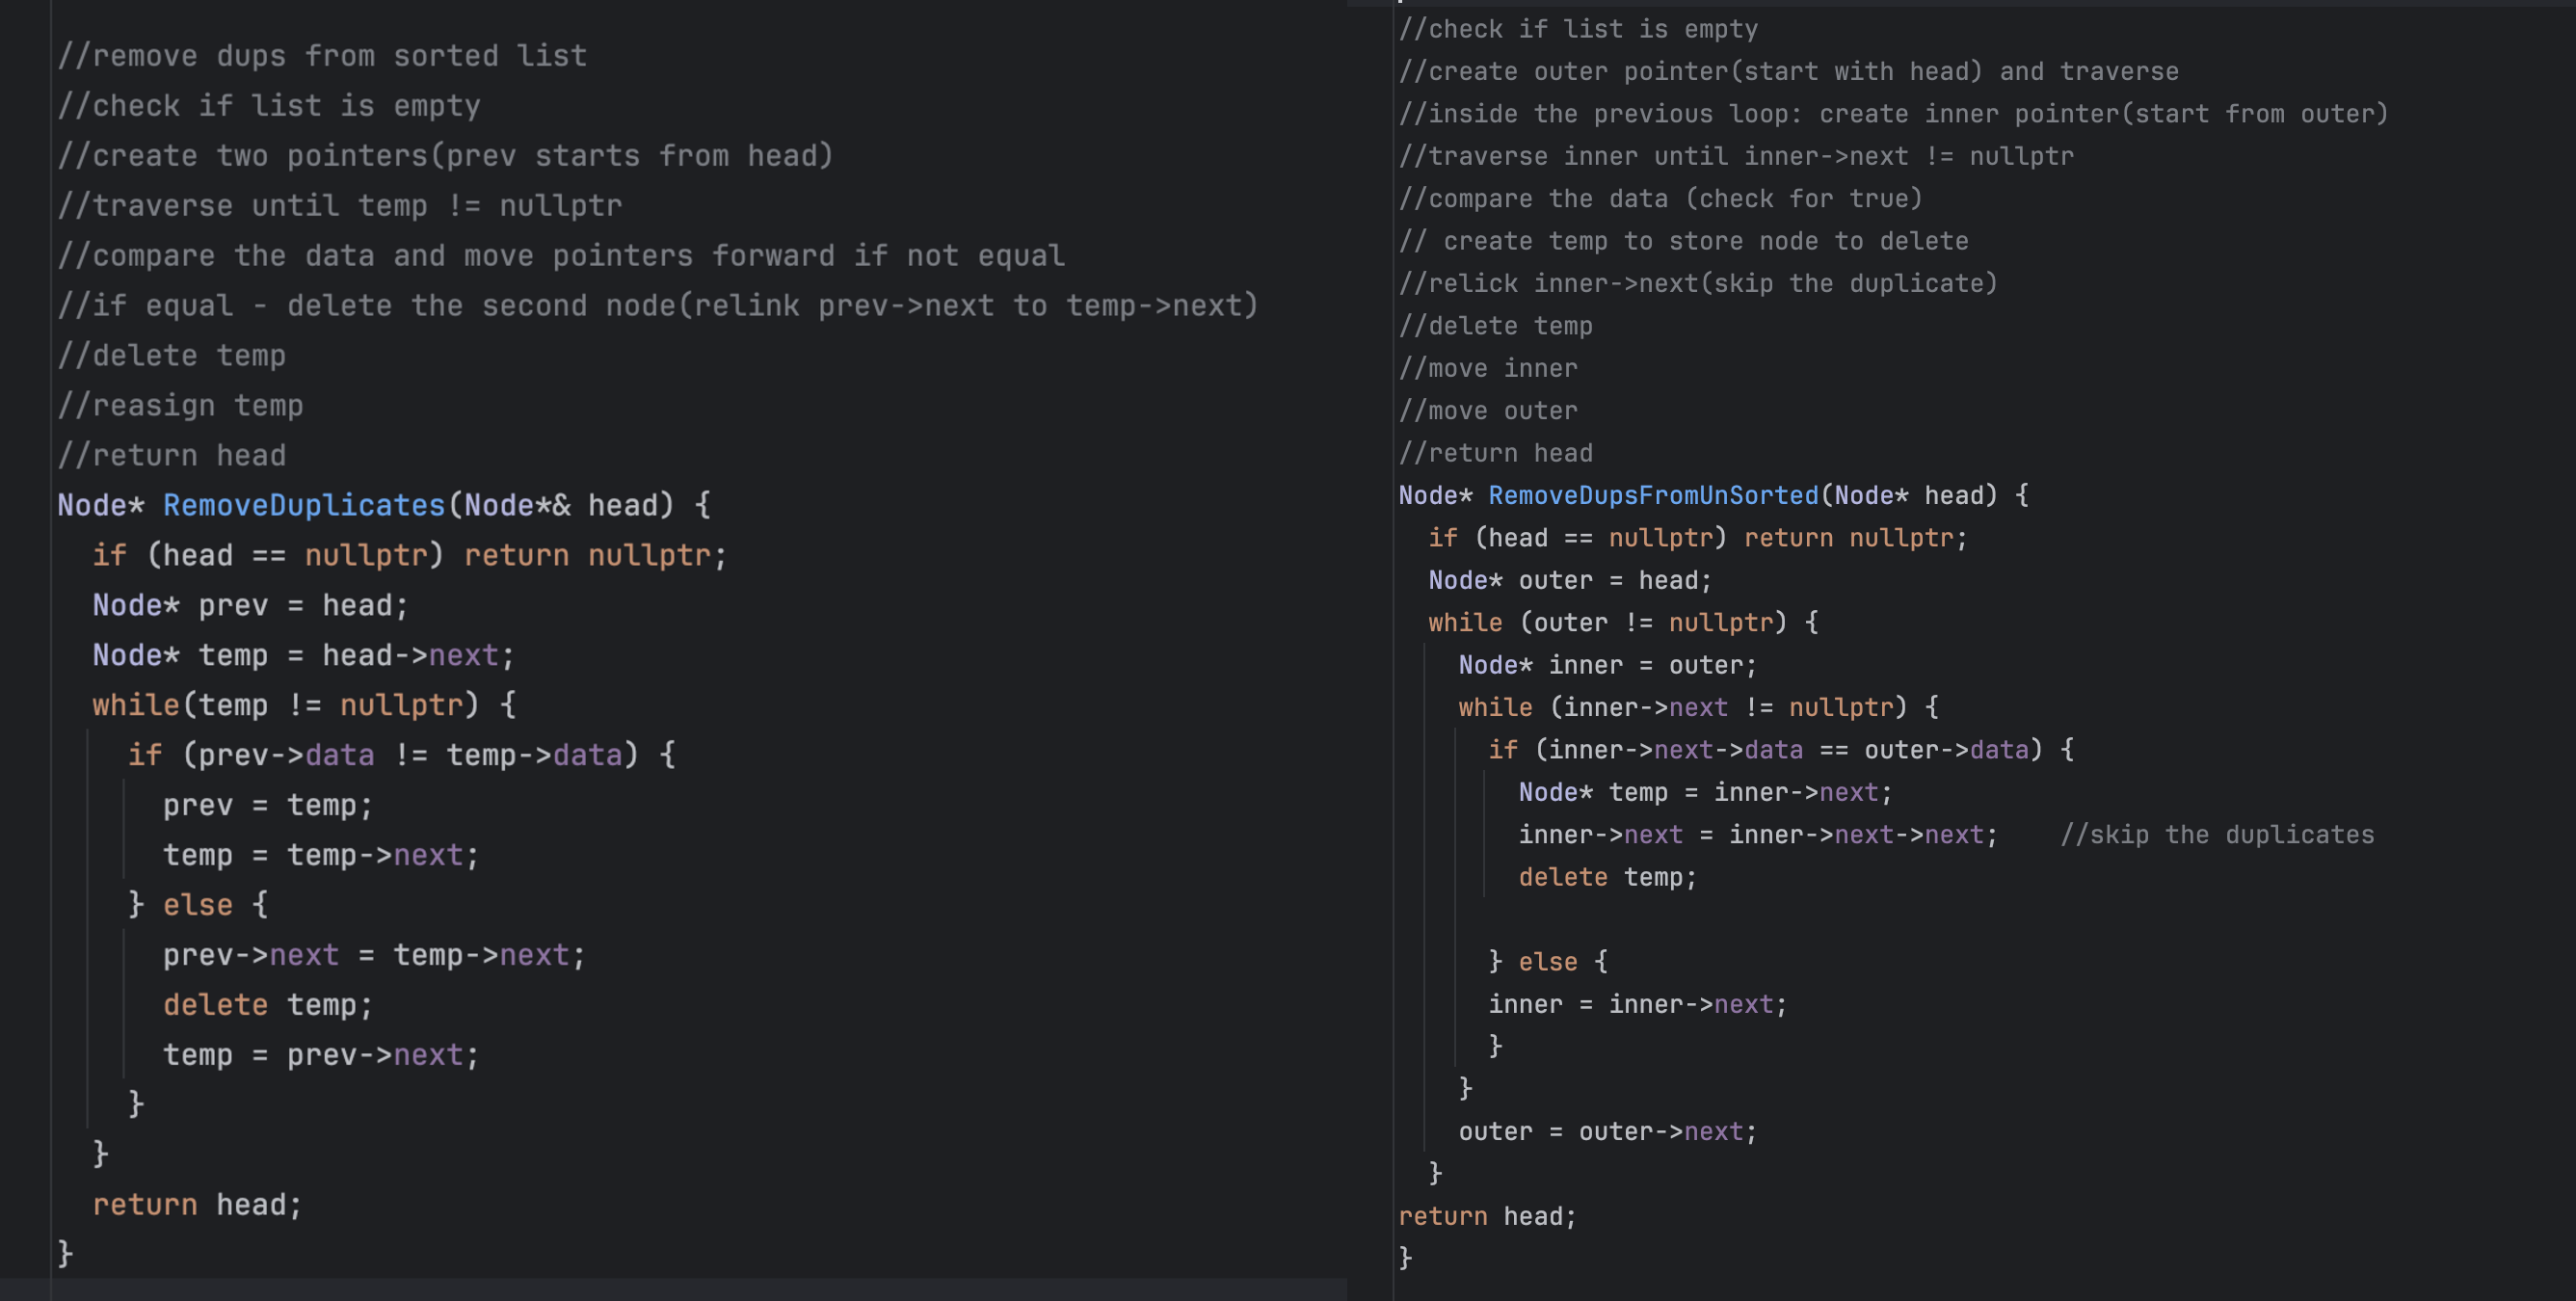 //remove dups from sorted list
//check if list is empty
//create two pointers(prev starts from head)
//traverse until temp != nullptr
//compare the data and move pointers forward if not equal
//if equal - delete the second node(relink prev->next to temp->next)
//delete temp
//reasign temp
//return head
Node* RemoveDuplicates(Node*& head) {
  if (head == nullptr) return nullptr;
  Node* prev = head;
  Node* temp = head->next;
  while(temp != nullptr) {
    if (prev->data != temp->data) {
      prev = temp;
      temp = temp->next;
    } else {
      prev->next = temp->next;
      delete temp;
      temp = prev->next;
    }
  }
  return head;
}
//check if list is empty
//create outer pointer(start with head) and traverse
//inside the previous loop: create inner pointer(start from outer)
//traverse inner until inner->next != nullptr
//compare the data (check for true)
// create temp to store node to delete
//relick inner->next(skip the duplicate)
//delete temp
//move inner
//move outer
//return head
Node* RemoveDupsFromUnSorted(Node* head) {
  if (head == nullptr) return nullptr;
  Node* outer = head;
  while (outer != nullptr) {
    Node* inner = outer;
    while (inner->next != nullptr) {
      if (inner->next->data == outer->data) {
        Node* temp = inner->next;
        inner->next = inner->next->next;    //skip the duplicates
        delete temp;
      } else {
      inner = inner->next;
      }
    }
    outer = outer->next;
  }
return head;
}